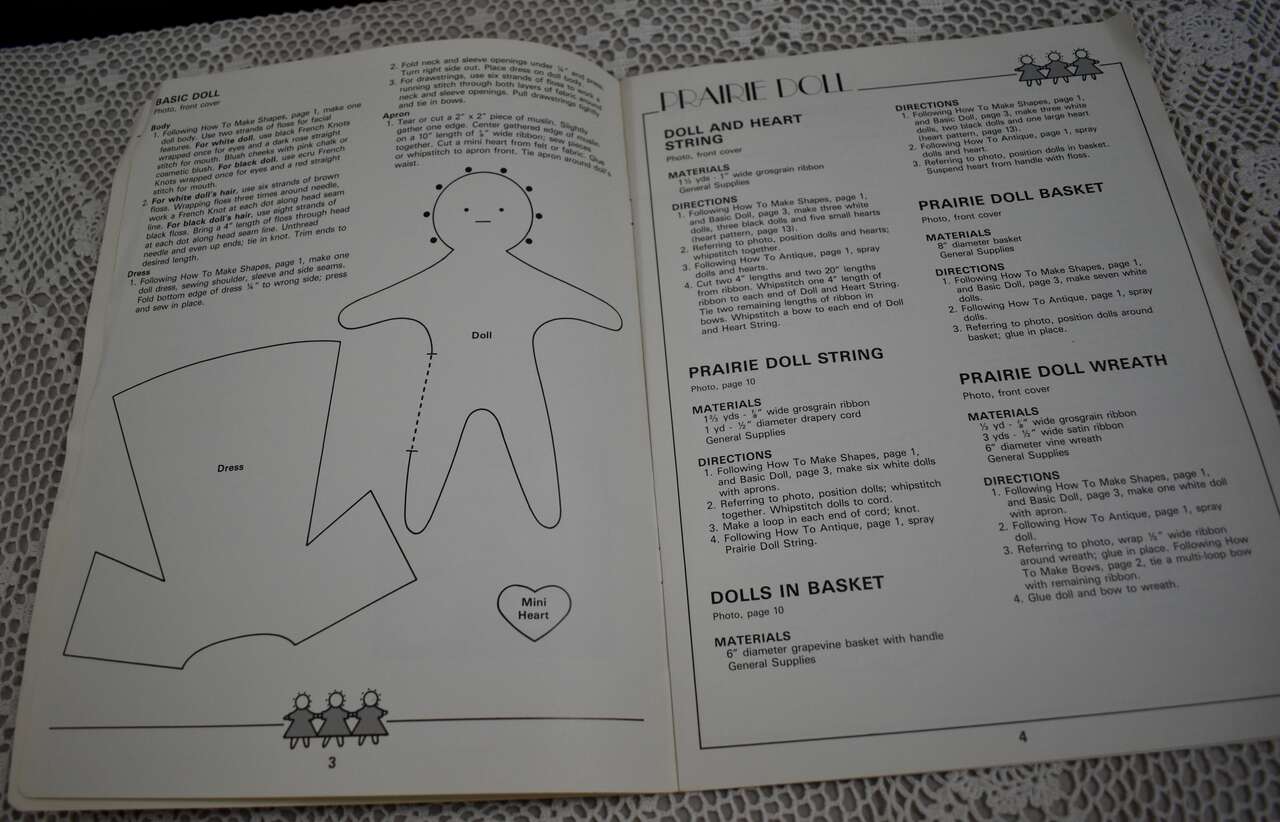 BASIC DOLL
Photo, front cover
Body
1. Following How To Make Shapes, page 1, make one
doll body. Use two strands of floss for facial
features. For white doll, use black French Knots
wrapped once for eyes and a dark rose straight
stitch for mouth. Blush cheeks with pink chalk or
cosmetic blush. For black doll, use ecru French
Knots wrapped once for eyes and a red straight
stitch for mouth.
2. For white doll's hair, use six strands of brown
floss. Wrapping floss three times around needle,
work a French Knot at each dot along head seam
line. For black doll's hair, use eight strands of
black floss. Bring a 4" length of floss through head
at each dot along head seam line. Unthread
needle and even up ends; tie in knot. Trim ends to
desired length.
Dress
1. Following How To Make Shapes, page 1, make one
doll dress, sewing shoulder, sleeve and side seams.
Fold bottom edge of dress ¼" to wrong side; press
and sew in place.
2. Fold neck and sleeve openings under ¼" and press.
Turn right side out. Place dress on doll body.
3. For drawstrings, use six strands of floss to work a
running stitch through both layers of fabric around
neck and sleeve openings. Pull drawstrings tightly
and tie in bows.
Apron
1. Tear or cut a 2" x 2" piece of muslin. Slightly
gather one edge. Center gathered edge of muslin
on a 10" length of ⅛" wide ribbon; sew pieces
together. Cut a mini heart from felt or fabric. Glue
or whipstitch to apron front. Tie apron around doll's
waist.
Doll
Dress
Mini
Heart
3
PRAIRIE DOLL
DOLL AND HEART
STRING
Photo, front cover
MATERIALS
1½ yds - 1" wide grosgrain ribbon
General Supplies
DIRECTIONS
1. Following How To Make Shapes, page 1,
and Basic Doll, page 3, make three white
dolls, three black dolls and five small hearts
(heart pattern, page 13).
2. Referring to photo, position dolls and hearts;
whipstitch together.
3. Following How To Antique, page 1, spray
dolls and hearts.
4. Cut two 4" lengths and two 20" lengths
from ribbon. Whipstitch one 4" length of
ribbon to each end of Doll and Heart String.
Tie two remaining lengths of ribbon in
bows. Whipstitch a bow to each end of Doll
and Heart String.
PRAIRIE DOLL STRING
Photo, page 10
MATERIALS
1⅔ yds - ⅞" wide grosgrain ribbon
1 yd - ½" diameter drapery cord
General Supplies
DIRECTIONS
1. Following How To Make Shapes, page 1,
and Basic Doll, page 3, make six white dolls
with aprons.
2. Referring to photo, position dolls; whipstitch
together. Whipstitch dolls to cord.
3. Make a loop in each end of cord; knot.
4. Following How To Antique, page 1, spray
Prairie Doll String.
DOLLS IN BASKET
Photo, page 10
MATERIALS
6" diameter grapevine basket with handle
General Supplies
DIRECTIONS
1. Following How To Make Shapes, page 1,
and Basic Doll, page 3, make three white
dolls, two black dolls and one large heart
(heart pattern, page 13).
2. Following How To Antique, page 1, spray
dolls and heart.
3. Referring to photo, position dolls in basket.
Suspend heart from handle with floss.
PRAIRIE DOLL BASKET
Photo, front cover
MATERIALS
8" diameter basket
General Supplies
DIRECTIONS
1. Following How To Make Shapes, page 1,
and Basic Doll, page 3, make seven white
dolls.
2. Following How To Antique, page 1, spray
dolls.
3. Referring to photo, position dolls around
basket; glue in place.
PRAIRIE DOLL WREATH
Photo, front cover
MATERIALS
⅓ yd - ⅞" wide grosgrain ribbon
3 yds - ½" wide satin ribbon
6" diameter vine wreath
General Supplies
DIRECTIONS
1. Following How To Make Shapes, page 1,
and Basic Doll, page 3, make one white doll
with apron.
2. Following How To Antique, page 1, spray
doll.
3. Referring to photo, wrap ½" wide ribbon
around wreath; glue in place. Following How
To Make Bows, page 2, tie a multi-loop bow
with remaining ribbon.
4. Glue doll and bow to wreath.
4